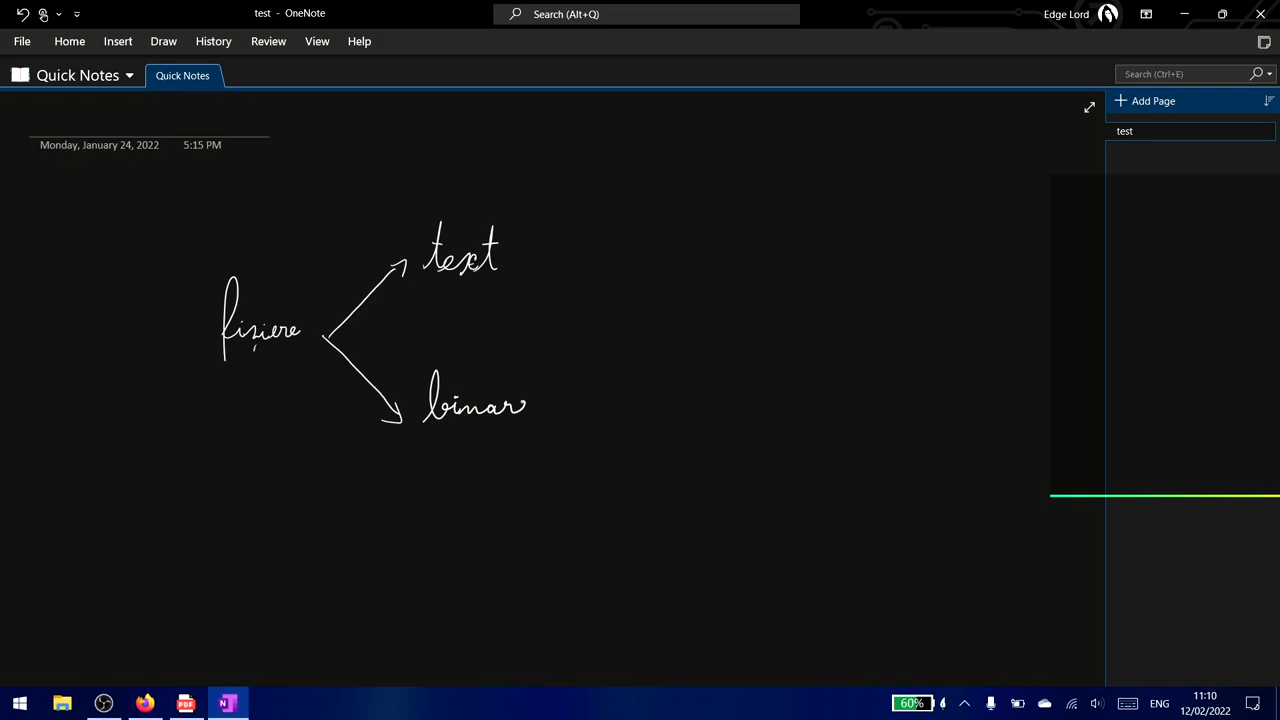 test - OneNote
Search (Alt+Q)
Edge Lord
File Home Insert Draw History Review View Help
Quick Notes
Quick Notes
Search (Ctrl+E)
Add Page
test
Monday, January 24, 2022 5:15 PM
text
fișiere
binar
60%
ENG
11:10
12/02/2022
PDF
N